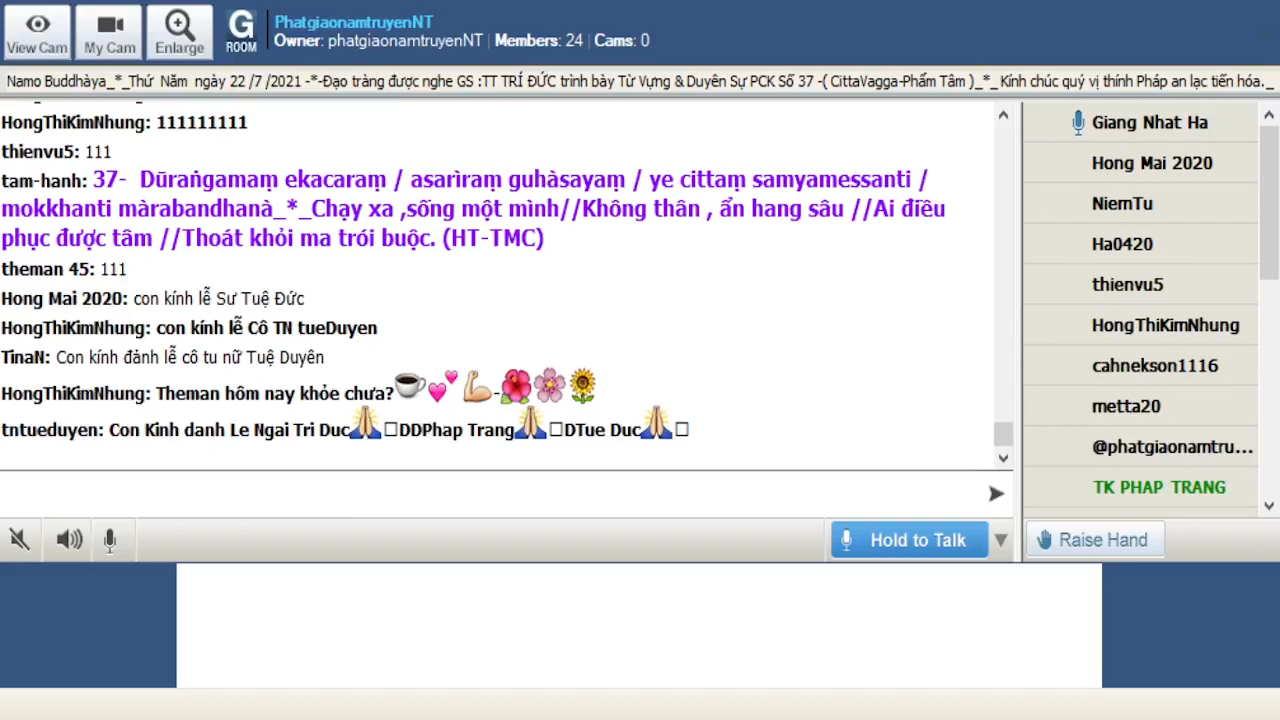 View Cam
My Cam
Enlarge
G
ROOM
PhatgiaonamtruyenNT
Owner: phatgiaonamtruyenNT | Members: 24 | Cams: 0
Namo Buddhàya_*_Thứ Năm ngày 22 /7 /2021 -*-Đạo tràng được nghe GS :TT TRÍ ĐỨC trình bày Từ Vựng & Duyên Sự PCK Số 37 -( CittaVagga-Phẩm Tâm )_*_ Kính chúc quý vị thính Pháp an lạc tiến hóa._
HongThiKimNhung: 111111111
thienvu5: 111
tam-hanh: 37- Dūraṅgamaṃ ekacaraṃ / asarìraṃ guhàsayaṃ / ye cittaṃ samyamessanti /
mokkhanti màrabandhanà_*_Chạy xa ,sống một mình//Không thân , ẩn hang sâu //Ai điều
phục được tâm //Thoát khỏi ma trói buộc. (HT-TMC)
theman 45: 111
Hong Mai 2020: con kính lễ Sư Tuệ Đức
HongThiKimNhung: con kính lễ Cô TN tueDuyen
TinaN: Con kính đảnh lễ cô tu nữ Tuệ Duyên
HongThiKimNhung: Theman hôm nay khỏe chưa?☕💕💪-🌺🌸🌻
tntueduyen: Con Kinh danh Le Ngai Tri Duc🙏DDPhap Trang🙏DTue Duc🙏
Hold to Talk
Giang Nhat Ha
Hong Mai 2020
NiemTu
Ha0420
thienvu5
HongThiKimNhung
cahnekson1116
metta20
@phatgiaonamtru...
TK PHAP TRANG
Raise Hand